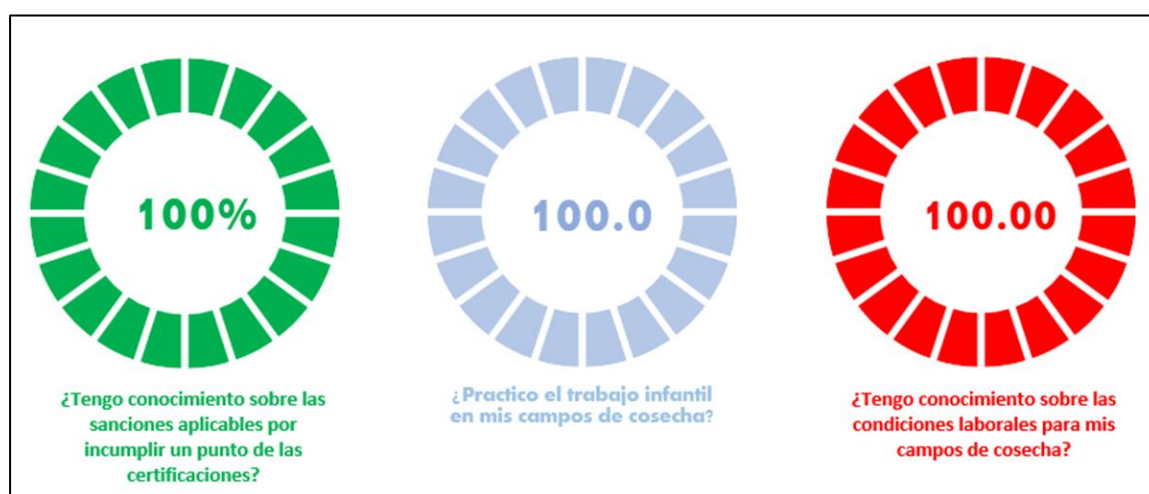 100%
100.0
100.00
¿Tengo conocimiento sobre las
sanciones aplicables por
incumplir un punto de las
certificaciones?
¿Practico el trabajo infantil
en mis campos de cosecha?
¿Tengo conocimiento sobre las
condiciones laborales para mis
campos de cosecha?